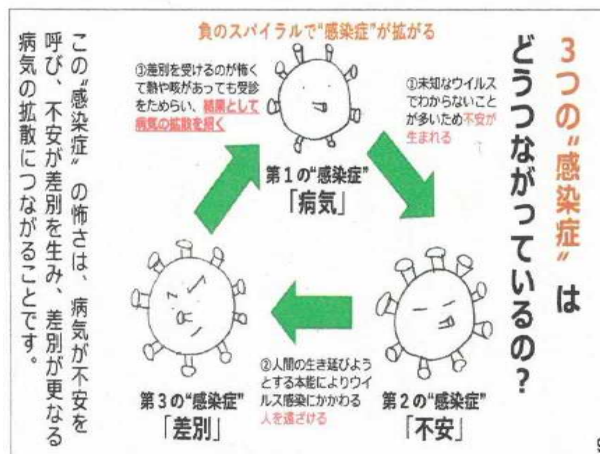 3つの“感染症”は
どうつながっているの？
負のスパイラルで“感染症”が拡がる
①未知なウイルス
でわからないこと
が多いため不安が
生まれる
第1の“感染症”
「病気」
第2の“感染症”
「不安」
②人間の生き延びよう
とする本能によりウイ
ルス感染にかかわる
人を遠ざける
第3の“感染症”
「差別」
③差別を受けるのが怖く
て熱や咳があっても受診
をためらい、結果として
病気の拡散を招く
この“感染症”の怖さは、病気が不安を
呼び、不安が差別を生み、差別が更なる
病気の拡散につながることです。